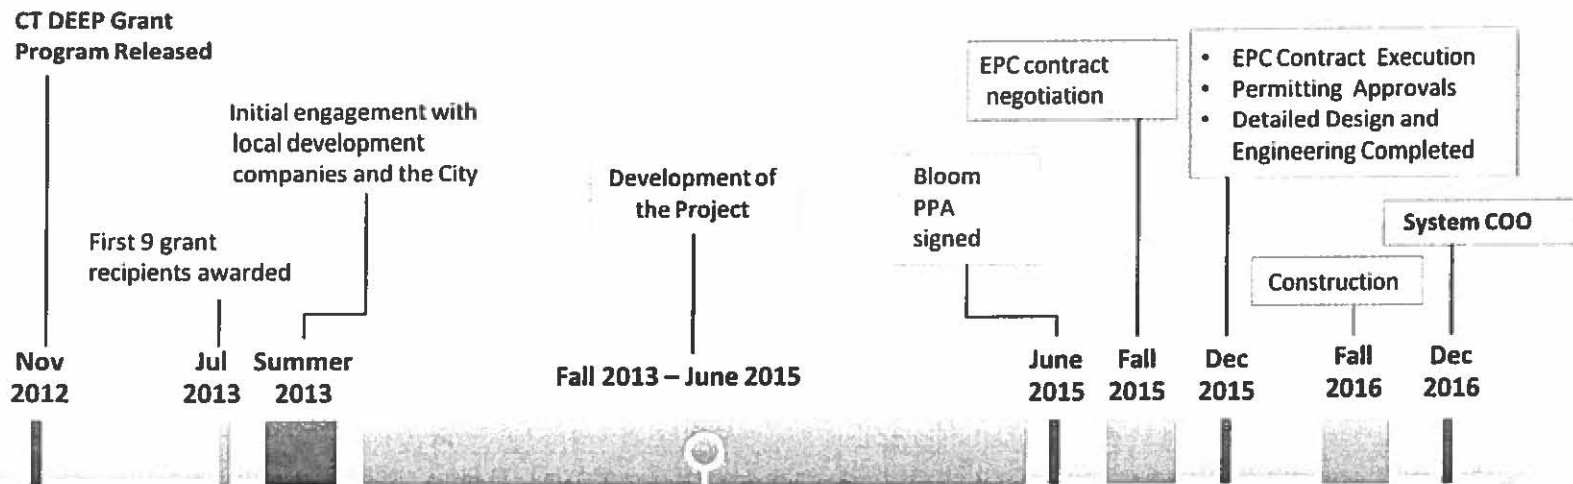 CT DEEP Grant
Program Released
Initial engagement with
local development
companies and the City
First 9 grant
recipients awarded
Development of
the Project
Bloom
PPA
signed
EPC contract
negotiation
• EPC Contract Execution
• Permitting Approvals
• Detailed Design and
Engineering Completed
System COO
Construction
Nov
2012
Jul
2013
Summer
2013
Fall 2013 – June 2015
June
2015
Fall
2015
Dec
2015
Fall
2016
Dec
2016